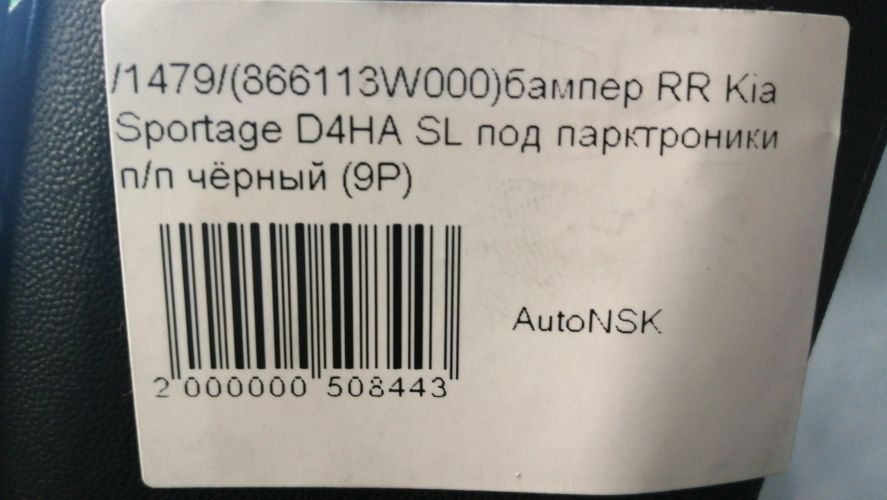 /1479/(866113W000)бампер RR Kia
Sportage D4HA SL под парктроники
п/п чёрный (9P)
AutoNSK
2 000000 508443